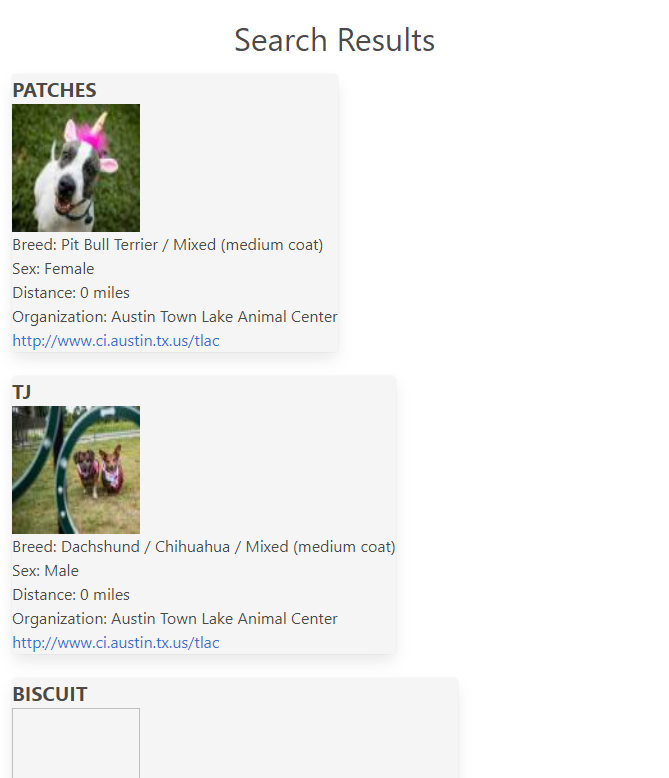 Search Results
PATCHES
Breed: Pit Bull Terrier / Mixed (medium coat)
Sex: Female
Distance: 0 miles
Organization: Austin Town Lake Animal Center
http://www.ci.austin.tx.us/tlac
TJ
Breed: Dachshund / Chihuahua / Mixed (medium coat)
Sex: Male
Distance: 0 miles
Organization: Austin Town Lake Animal Center
http://www.ci.austin.tx.us/tlac
BISCUIT